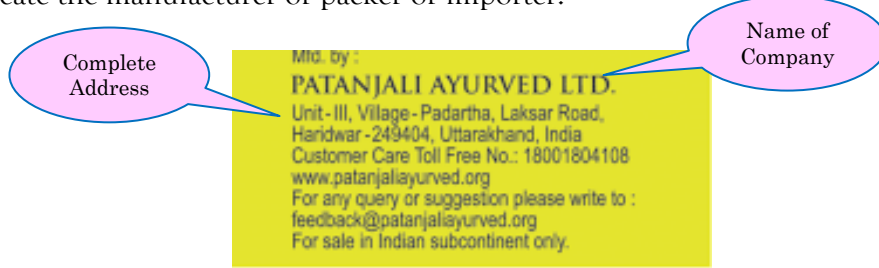 cate the manufacturer or packer or importer.
Complete
Address
Name of
Company
Mfd. by :
PATANJALI AYURVED LTD.
Unit-III, Village-Padartha, Laksar Road,
Haridwar-249404, Uttarakhand, India
Customer Care Toll Free No.: 18001804108
www.patanjaliayurved.org
For any query or suggestion please write to :
feedback@patanjaliayurved.org
For sale in Indian subcontinent only.